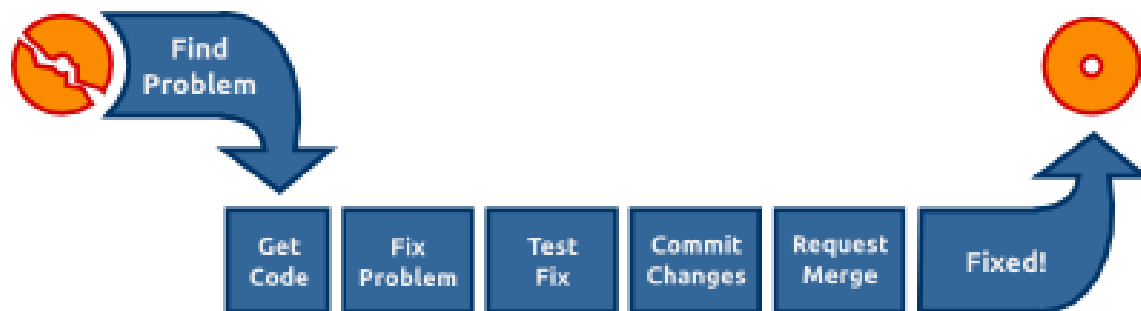 Find
Problem
Get
Code
Fix
Problem
Test
Fix
Commit
Changes
Request
Merge
Fixed!